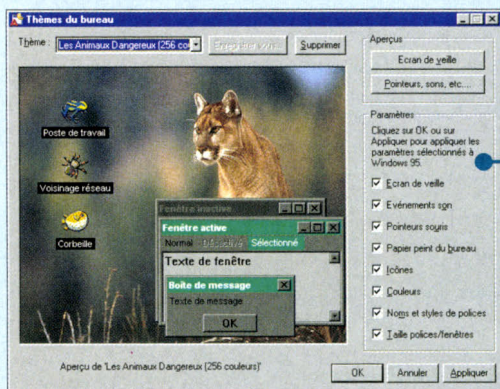 Thèmes du bureau
Thème :
Les Animaux Dangereux (256 cou
Supprimer
Poste de travail
Voisinage réseau
Corbeille
Fenêtre inactive
Fenêtre active
Normal Désactivé Sélectionné
Texte de fenêtre
Boîte de message
Texte de message
OK
Aperçu de 'Les Animaux Dangereux (256 couleurs)'
Aperçus
Ecran de veille
Pointeurs, sons, etc...
Paramètres
Cliquez sur OK ou sur
Appliquer pour appliquer les
paramètres sélectionnés à
Windows 95.
Ecran de veille
Evénements son
Pointeurs souris
Papier peint du bureau
Icônes
Couleurs
Noms et styles de polices
Taille polices/fenêtres
OK
Annuler
Appliquer